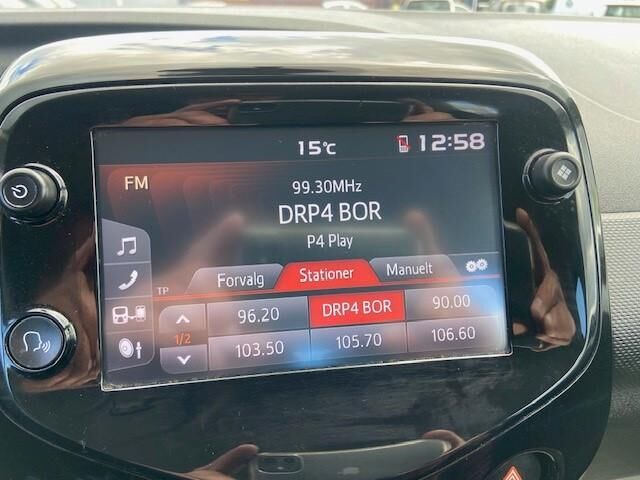 15°C 12:58
FM
99.30MHz
DRP4 BOR
P4 Play
TP Forvalg Stationer Manuelt
96.20 DRP4 BOR 90.00
1/2
103.50 105.70 106.60